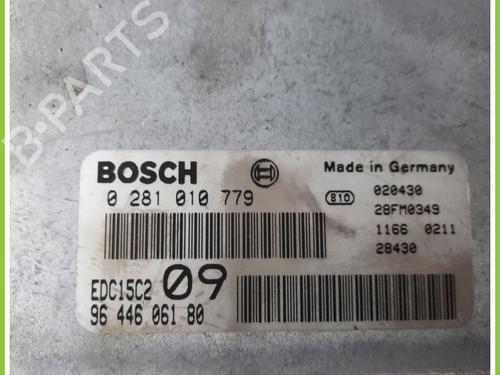 B-PARTS
BOSCH
Made in Germany
0 281 010 779
810
020430
28FM0349
1166 0211
28430
EDC15C2 09
96 446 061 80